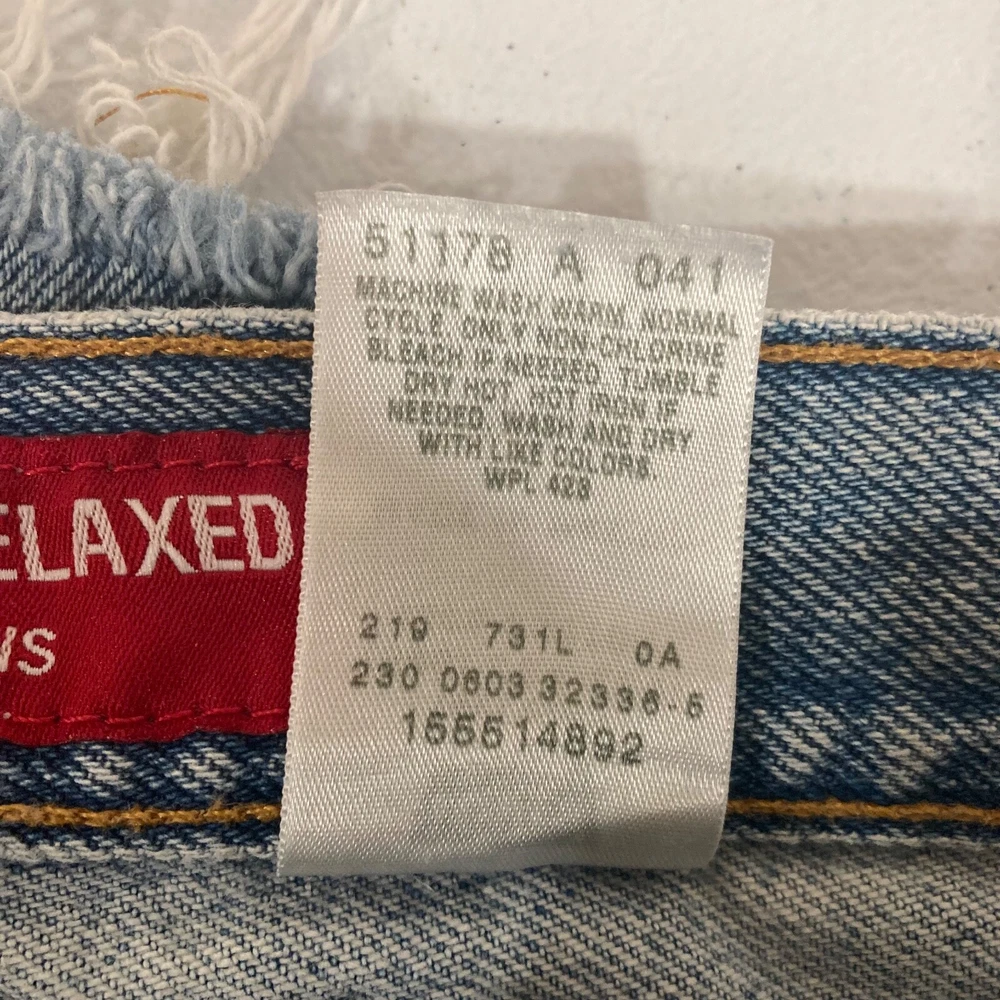 51178 A 041
MACHINE WASH WARM, NORMAL
CYCLE, ONLY NON-CHLORINE
BLEACH IF NEEDED. TUMBLE
DRY HOT. HOT IRON IF
NEEDED. WASH AND DRY
WITH LIKE COLORS.
WPL 423
219 731L 0A
230 0603 32336-5
155514892
ELAXED
NS